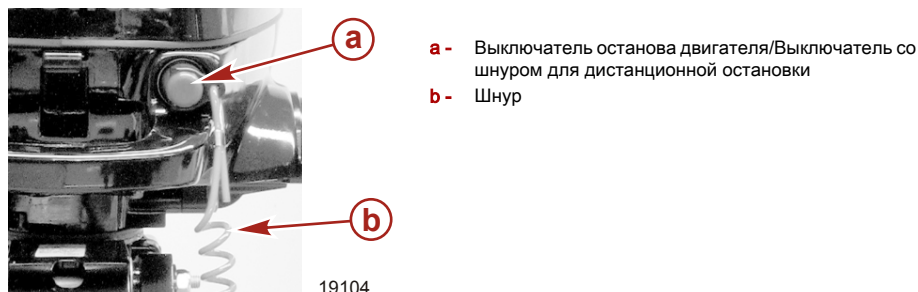 a
b
19104
a - Выключатель останова двигателя/Выключатель со
шнуром для дистанционной остановки
b - Шнур